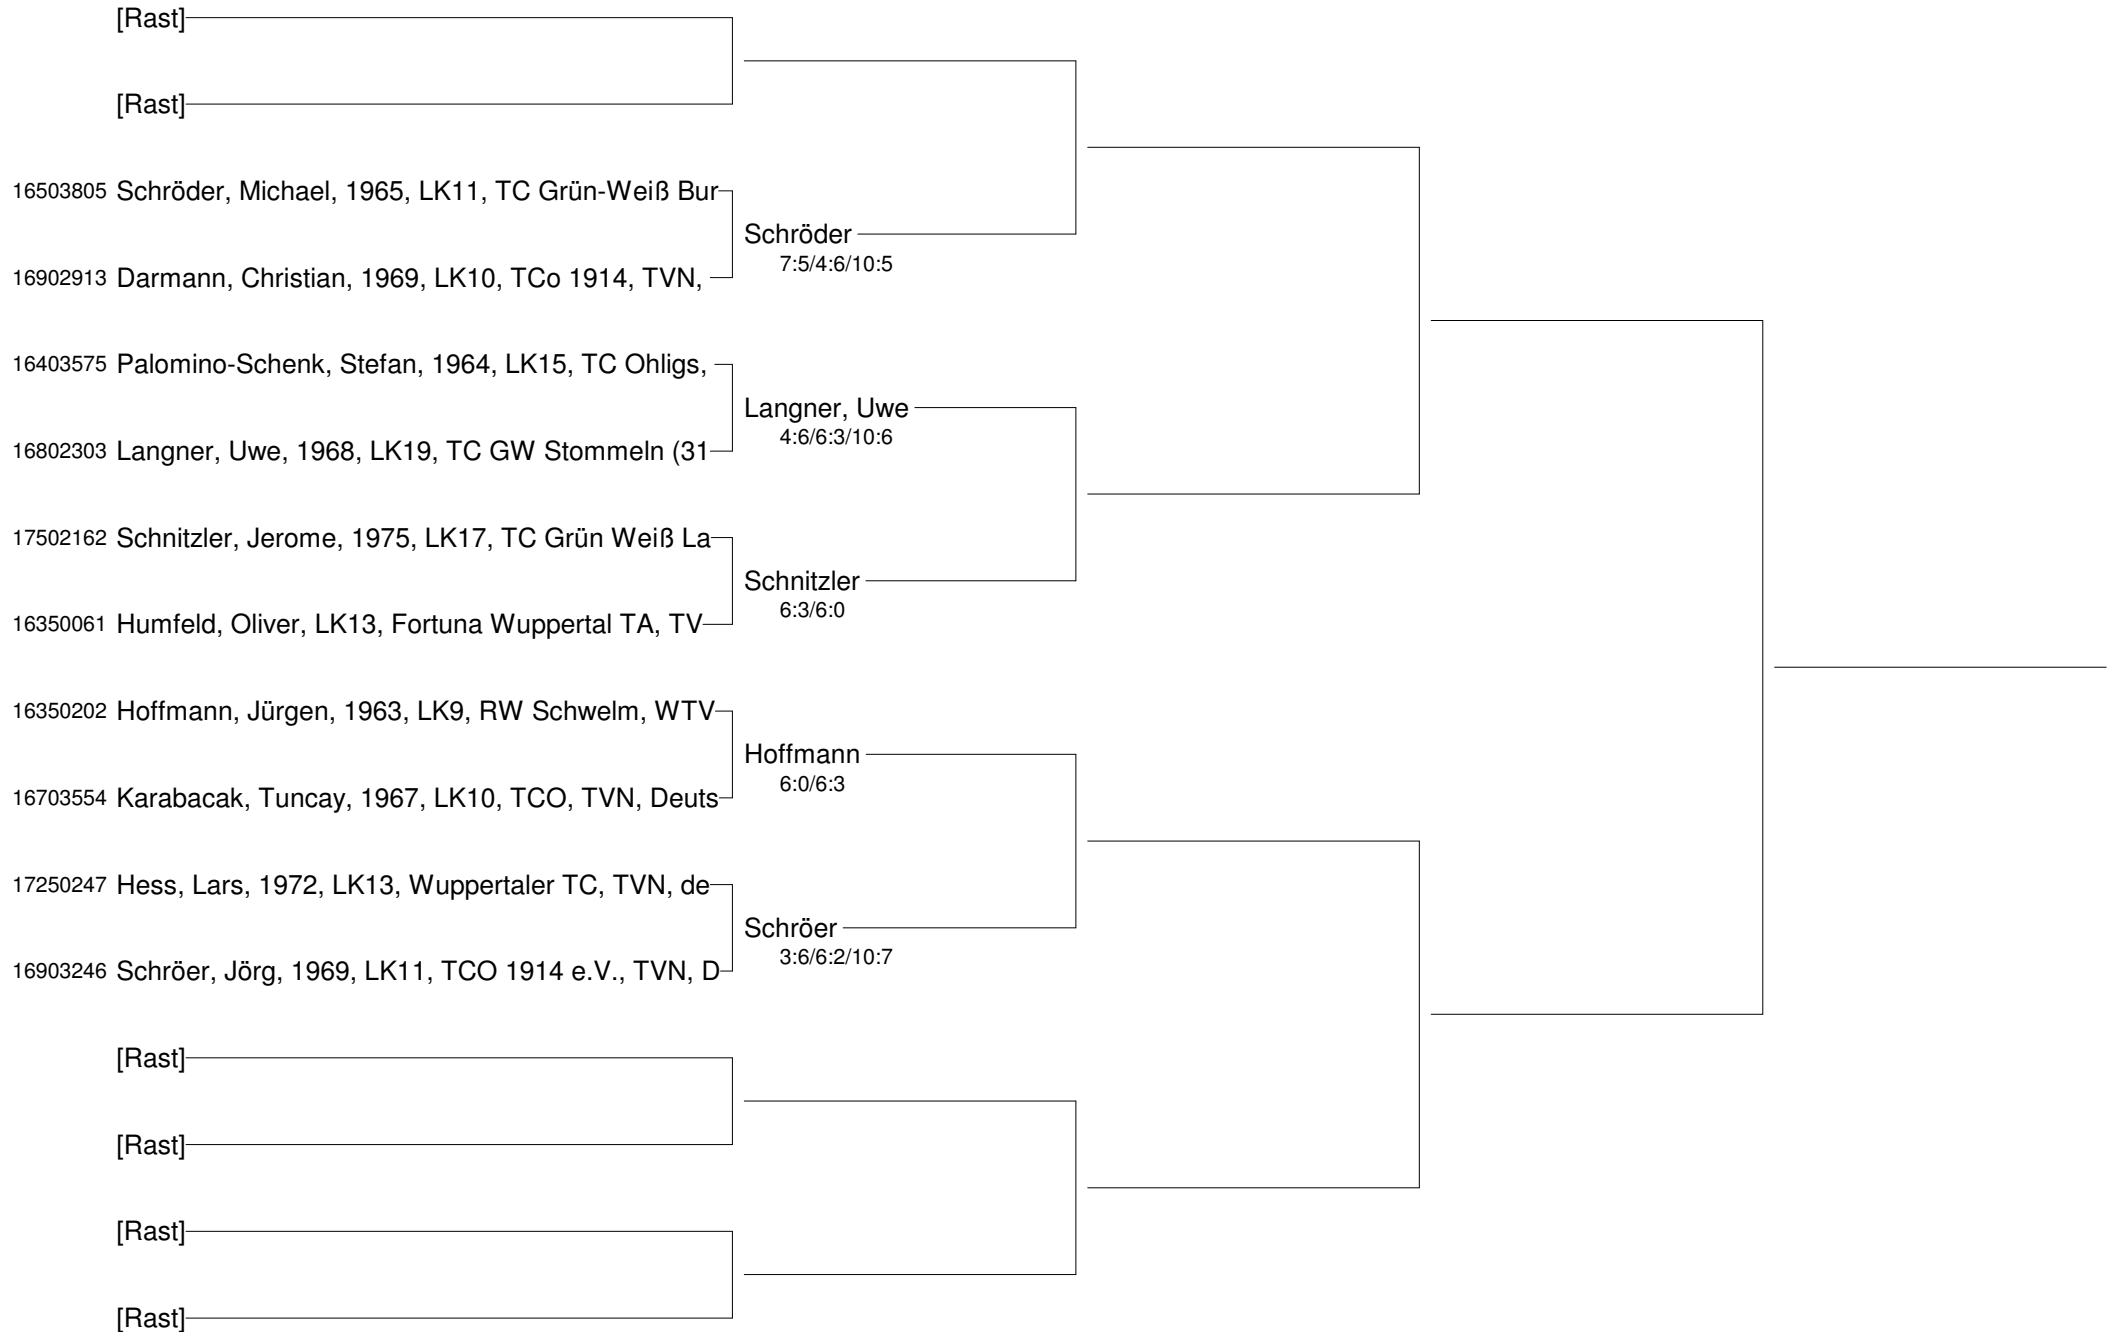 [Rast]
[Rast]
16503805 Schröder, Michael, 1965, LK11, TC Grün-Weiß Bur
Schröder
7:5/4:6/10:5
16902913 Darmann, Christian, 1969, LK10, TCo 1914, TVN,
16403575 Palomino-Schenk, Stefan, 1964, LK15, TC Ohligs,
Langner, Uwe
4:6/6:3/10:6
16802303 Langner, Uwe, 1968, LK19, TC GW Stommeln (31
17502162 Schnitzler, Jerome, 1975, LK17, TC Grün Weiß La
Schnitzler
6:3/6:0
16350061 Humfeld, Oliver, LK13, Fortuna Wuppertal TA, TV
16350202 Hoffmann, Jürgen, 1963, LK9, RW Schwelm, WTV
Hoffmann
6:0/6:3
16703554 Karabacak, Tuncay, 1967, LK10, TCO, TVN, Deuts
17250247 Hess, Lars, 1972, LK13, Wuppertaler TC, TVN, de
Schröer
3:6/6:2/10:7
16903246 Schröer, Jörg, 1969, LK11, TCO 1914 e.V., TVN, D
[Rast]
[Rast]
[Rast]
[Rast]